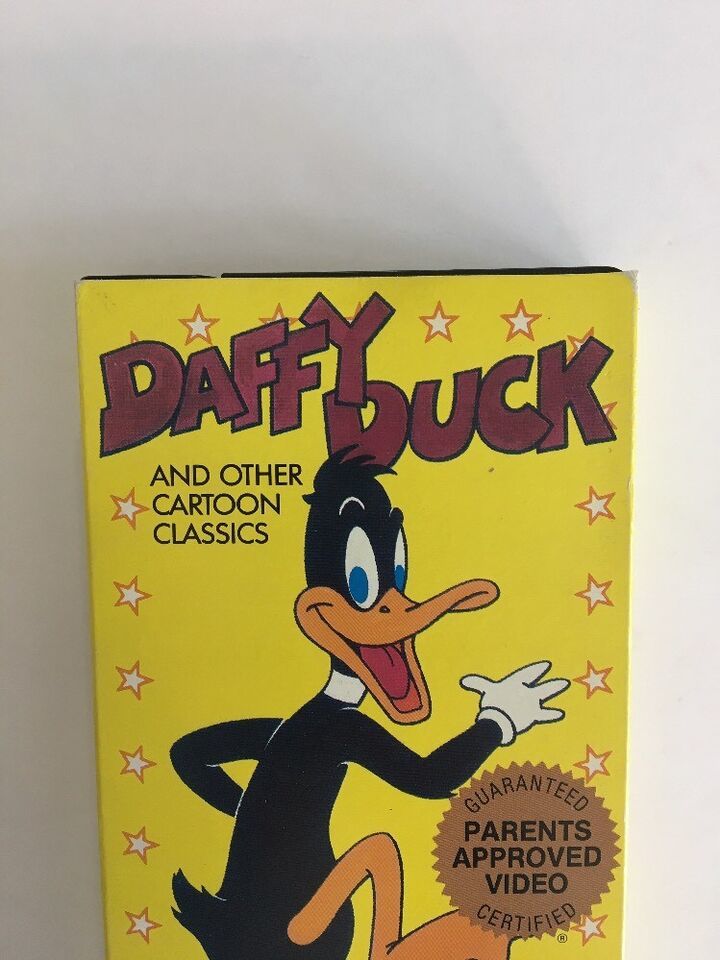 DAFFY DUCK
AND OTHER
CARTOON
CLASSICS
GUARANTEED
PARENTS
APPROVED
VIDEO
CERTIFIED
®